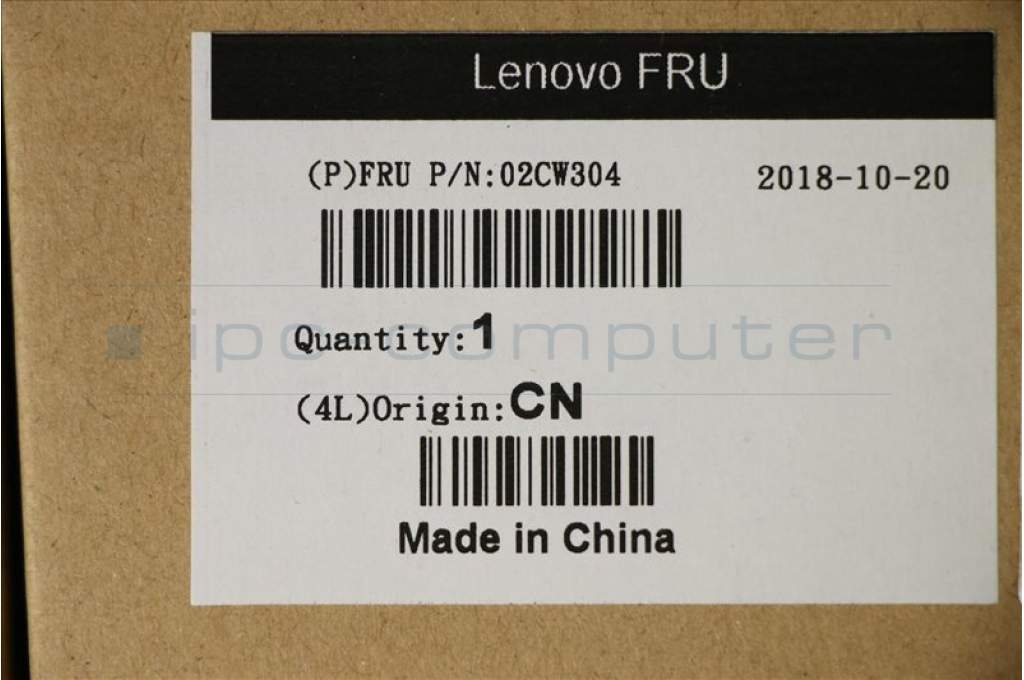 Lenovo FRU
(P)FRU P/N:02CW304 2018-10-20
Quantity:1
ipc-computer
(4L)Origin:CN
Made in China